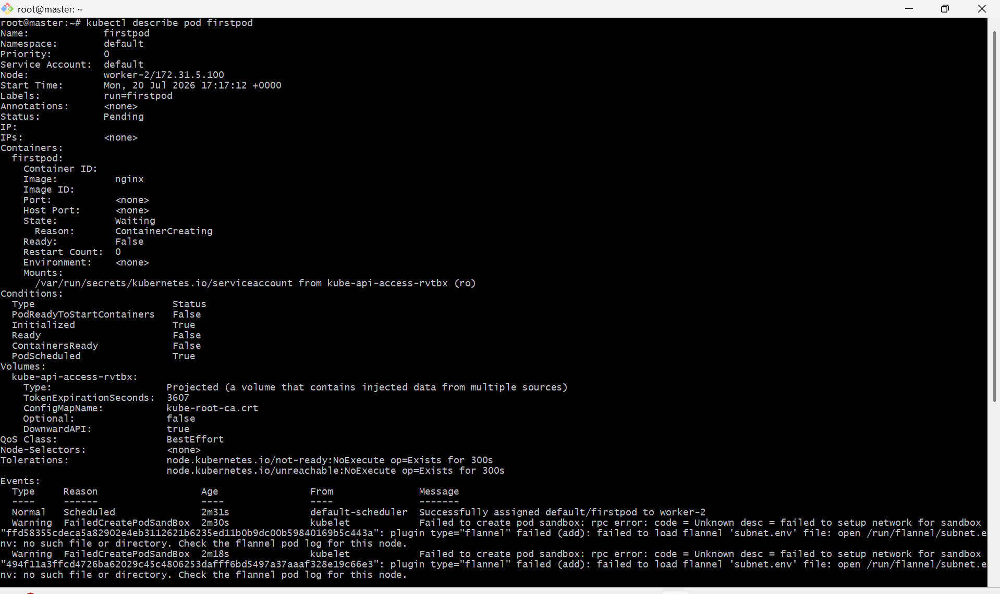 root@master: ~
root@master:~# kubectl describe pod firstpod
Name:             firstpod
Namespace:        default
Priority:         0
Service Account:  default
Node:             worker-2/172.31.5.100
Start Time:       Mon, 20 Jul 2026 17:17:12 +0000
Labels:           run=firstpod
Annotations:      <none>
Status:           Pending
IP:
IPs:              <none>
Containers:
  firstpod:
    Container ID:
    Image:          nginx
    Image ID:
    Port:           <none>
    Host Port:      <none>
    State:          Waiting
      Reason:       ContainerCreating
    Ready:          False
    Restart Count:  0
    Environment:    <none>
    Mounts:
      /var/run/secrets/kubernetes.io/serviceaccount from kube-api-access-rvtbx (ro)
Conditions:
  Type                        Status
  PodReadyToStartContainers   False
  Initialized                 True
  Ready                       False
  ContainersReady             False
  PodScheduled                True
Volumes:
  kube-api-access-rvtbx:
    Type:                    Projected (a volume that contains injected data from multiple sources)
    TokenExpirationSeconds:  3607
    ConfigMapName:           kube-root-ca.crt
    Optional:                false
    DownwardAPI:             true
QoS Class:                   BestEffort
Node-Selectors:              <none>
Tolerations:                 node.kubernetes.io/not-ready:NoExecute op=Exists for 300s
                             node.kubernetes.io/unreachable:NoExecute op=Exists for 300s
Events:
  Type     Reason                  Age                From               Message
  ----     ------                  ----               ----               -------
  Normal   Scheduled               2m31s              default-scheduler  Successfully assigned default/firstpod to worker-2
  Warning  FailedCreatePodSandBox  2m30s              kubelet            Failed to create pod sandbox: rpc error: code = Unknown desc = failed to setup network for sandbox
"ffd58355cdeca5a82902e4eb3112621b6235ed11b0b9dc00b59840169b5c443a": plugin type="flannel" failed (add): failed to load flannel 'subnet.env' file: open /run/flannel/subnet.e
nv: no such file or directory. Check the flannel pod log for this node.
  Warning  FailedCreatePodSandBox  2m18s              kubelet            Failed to create pod sandbox: rpc error: code = Unknown desc = failed to setup network for sandbox
"494f11a3ffcd4726ba62029c45c4806253dafff6bd5497a37aaaf328e19c66e3": plugin type="flannel" failed (add): failed to load flannel 'subnet.env' file: open /run/flannel/subnet.e
nv: no such file or directory. Check the flannel pod log for this node.